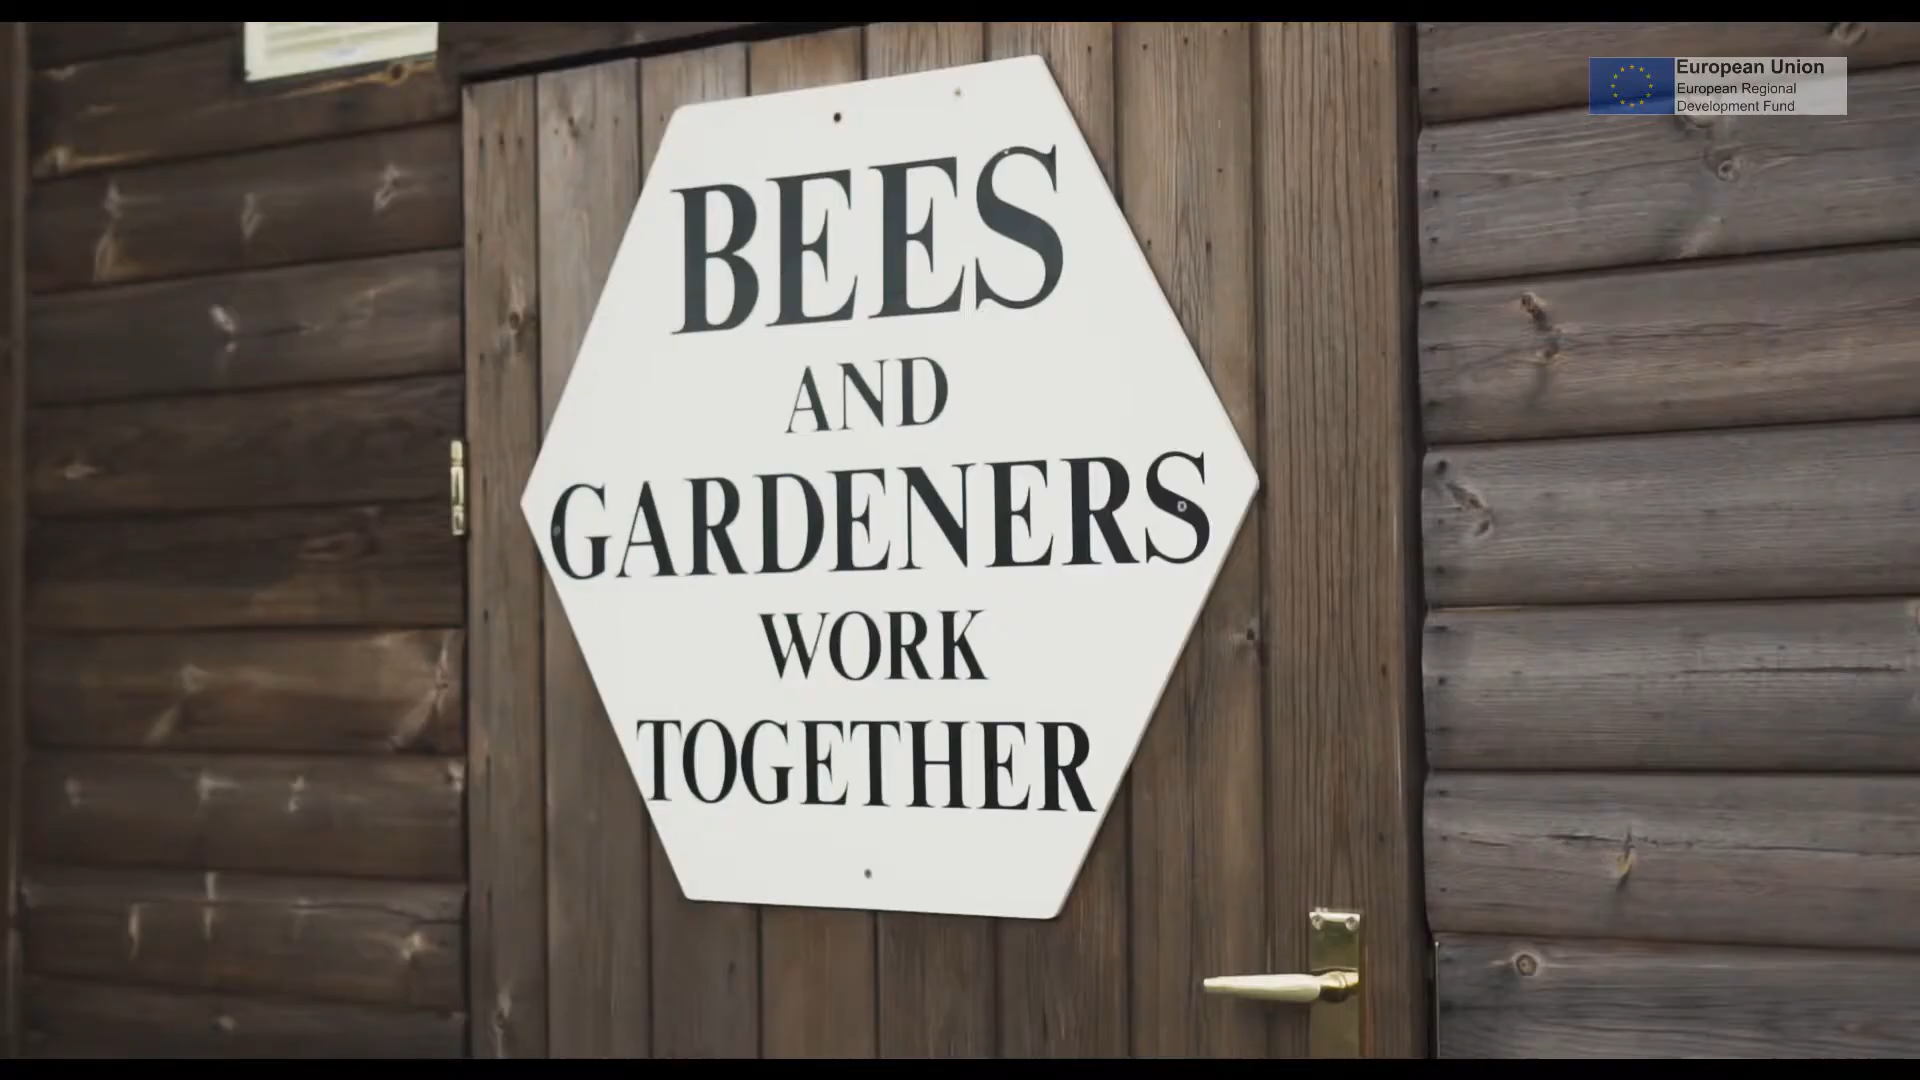 BEES
AND
GARDENERS
WORK
TOGETHER
European Union
European Regional
Development Fund